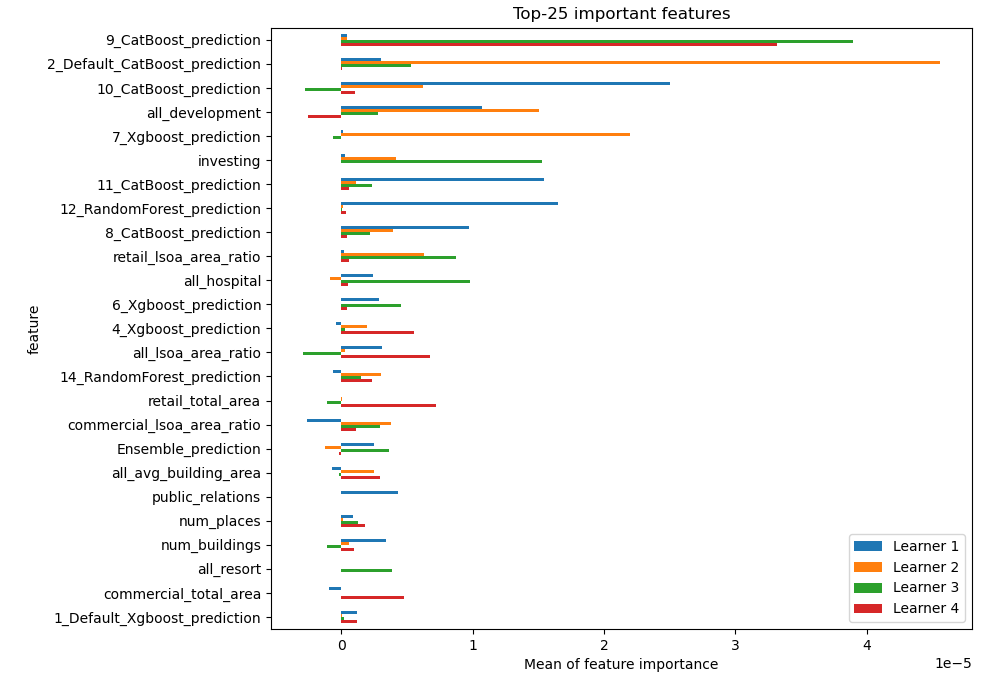 Top-25 important features
9_CatBoost_prediction
2_Default_CatBoost_prediction
10_CatBoost_prediction
all_development
7_Xgboost_prediction
investing
11_CatBoost_prediction
12_RandomForest_prediction
8_CatBoost_prediction
retail_lsoa_area_ratio
all_hospital
6_Xgboost_prediction
4_Xgboost_prediction
all_lsoa_area_ratio
14_RandomForest_prediction
retail_total_area
commercial_lsoa_area_ratio
Ensemble_prediction
all_avg_building_area
public_relations
num_places
num_buildings
all_resort
commercial_total_area
1_Default_Xgboost_prediction
feature
Learner 1
Learner 2
Learner 3
Learner 4
0 1 2 3 4
1e−5
Mean of feature importance